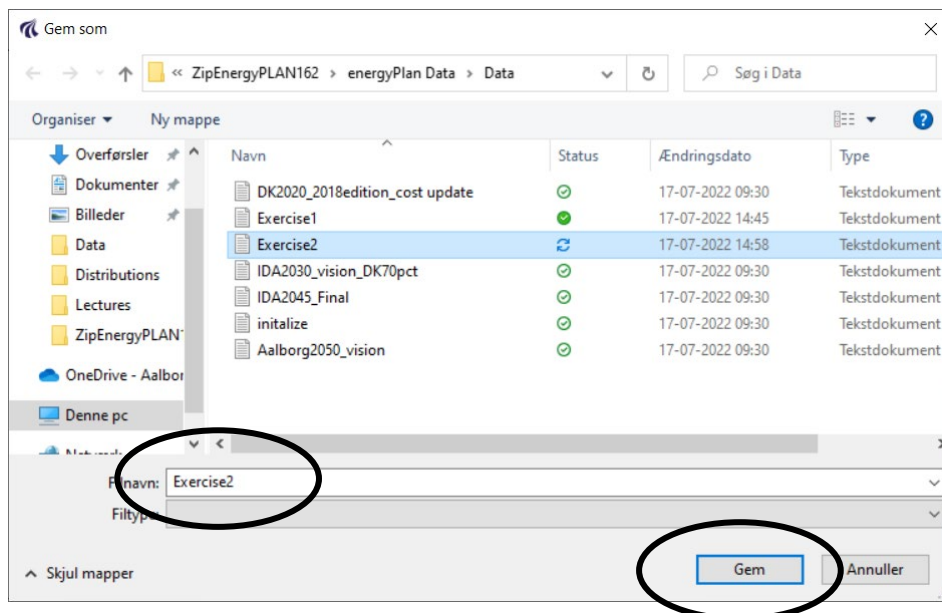 Gem som
« ZipEnergyPLAN162 > energyPlan Data > Data
Søg i Data
Organiser
Ny mappe
Navn Status Ændringsdato Type
Overførsler
Dokumenter
Billeder
Data
Distributions
Lectures
ZipEnergyPLAN1
OneDrive - Aalbor
Denne pc
DK2020_2018edition_cost update 17-07-2022 09:30 Tekstdokument
Exercise1 17-07-2022 14:45 Tekstdokument
Exercise2 17-07-2022 14:58 Tekstdokument
IDA2030_vision_DK70pct 17-07-2022 09:30 Tekstdokument
IDA2045_Final 17-07-2022 09:30 Tekstdokument
initalize 17-07-2022 09:30 Tekstdokument
Aalborg2050_vision 17-07-2022 09:30 Tekstdokument
Filnavn: Exercise2
Filtype:
Skjul mapper
Gem
Annuller